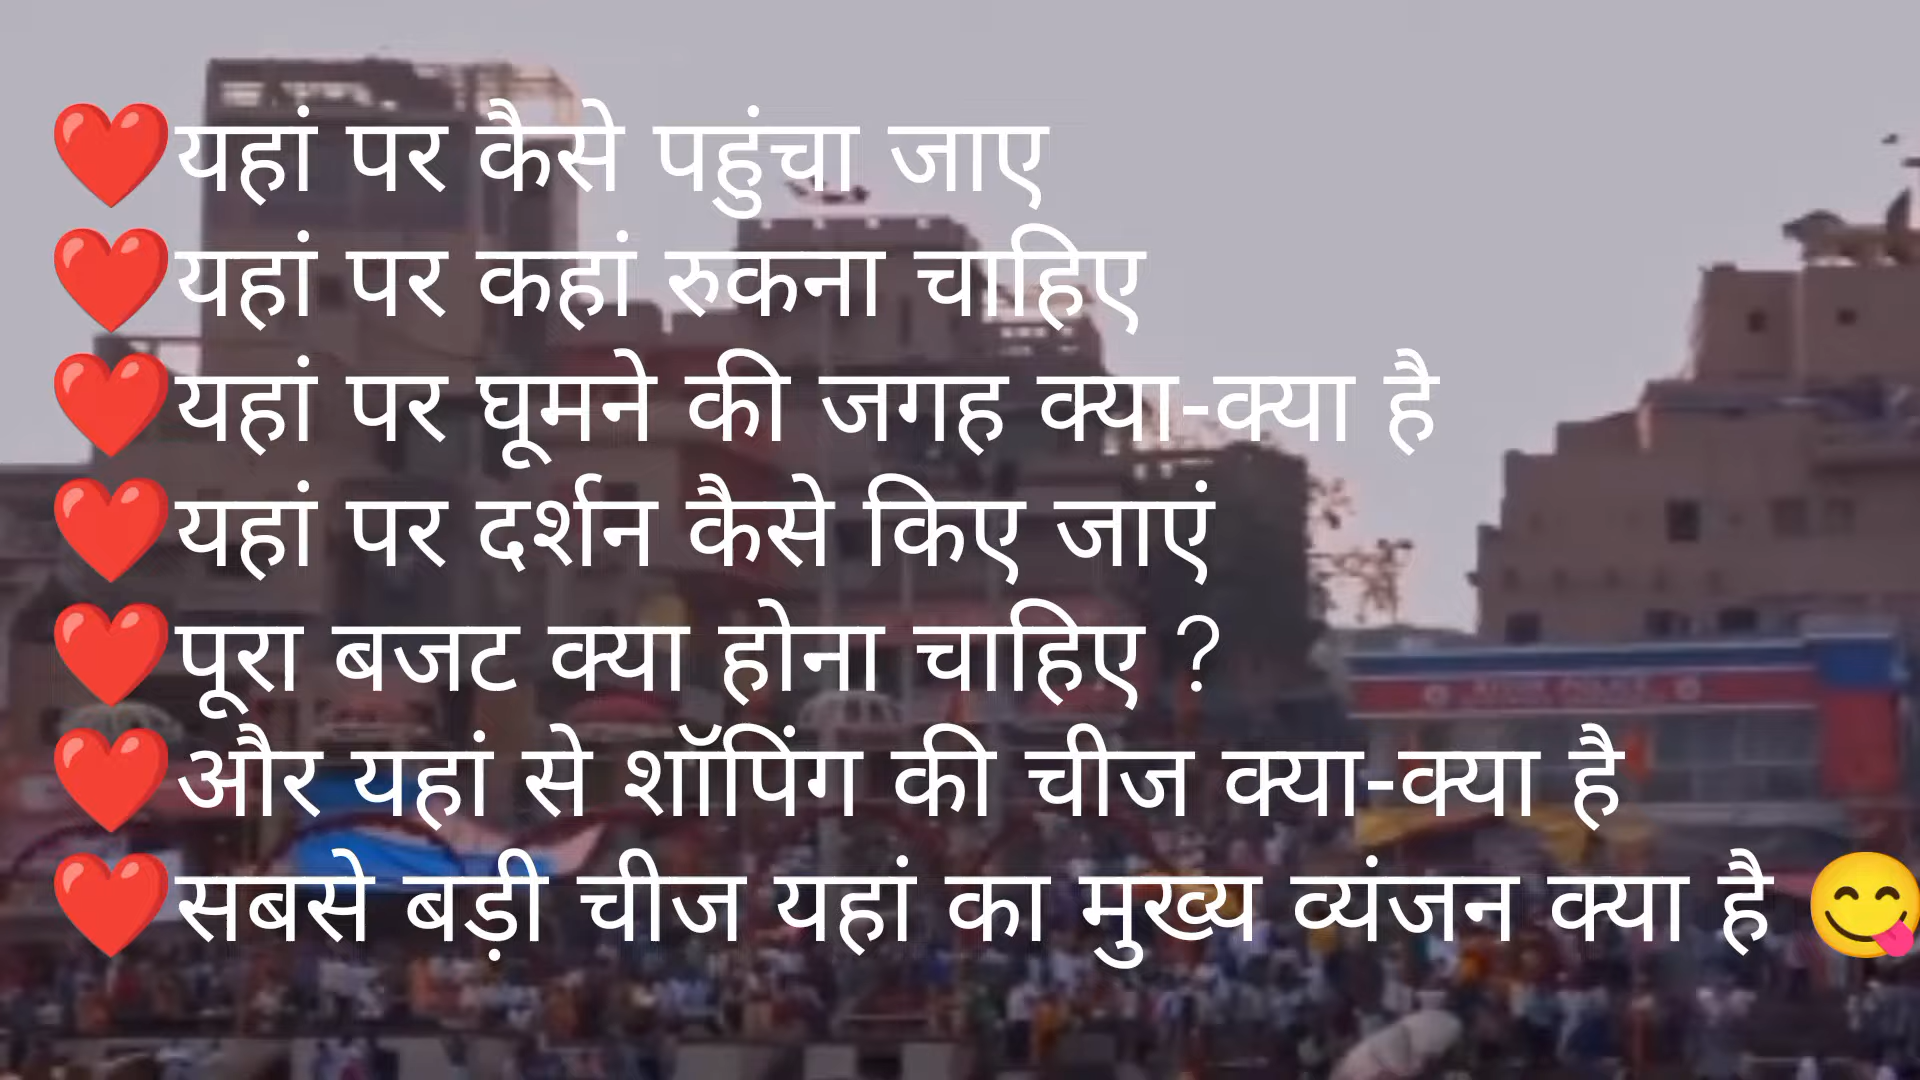 ❤️यहां पर कैसे पहुंचा जाए
❤️यहां पर कहां रुकना चाहिए
❤️यहां पर घूमने की जगह क्या-क्या है
❤️यहां पर दर्शन कैसे किए जाएं
❤️पूरा बजट क्या होना चाहिए ?
❤️और यहां से शॉपिंग की चीज क्या-क्या है
❤️सबसे बड़ी चीज यहां का मुख्य व्यंजन क्या है 😋